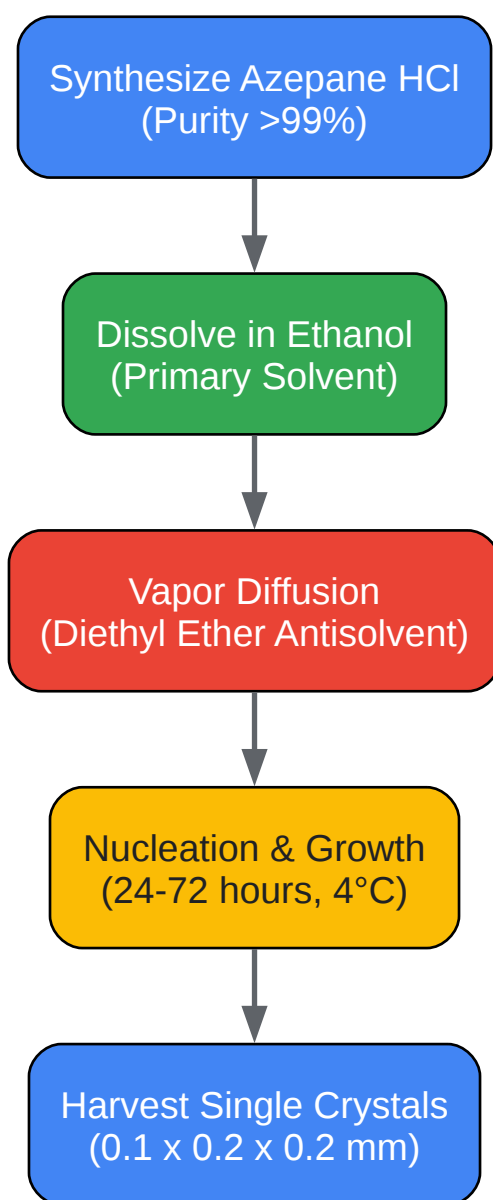 Synthesize Azepane HCl
(Purity >99%)
Dissolve in Ethanol
(Primary Solvent)
Vapor Diffusion
(Diethyl Ether Antisolvent)
Nucleation & Growth
(24-72 hours, 4°C)
Harvest Single Crystals
(0.1 x 0.2 x 0.2 mm)